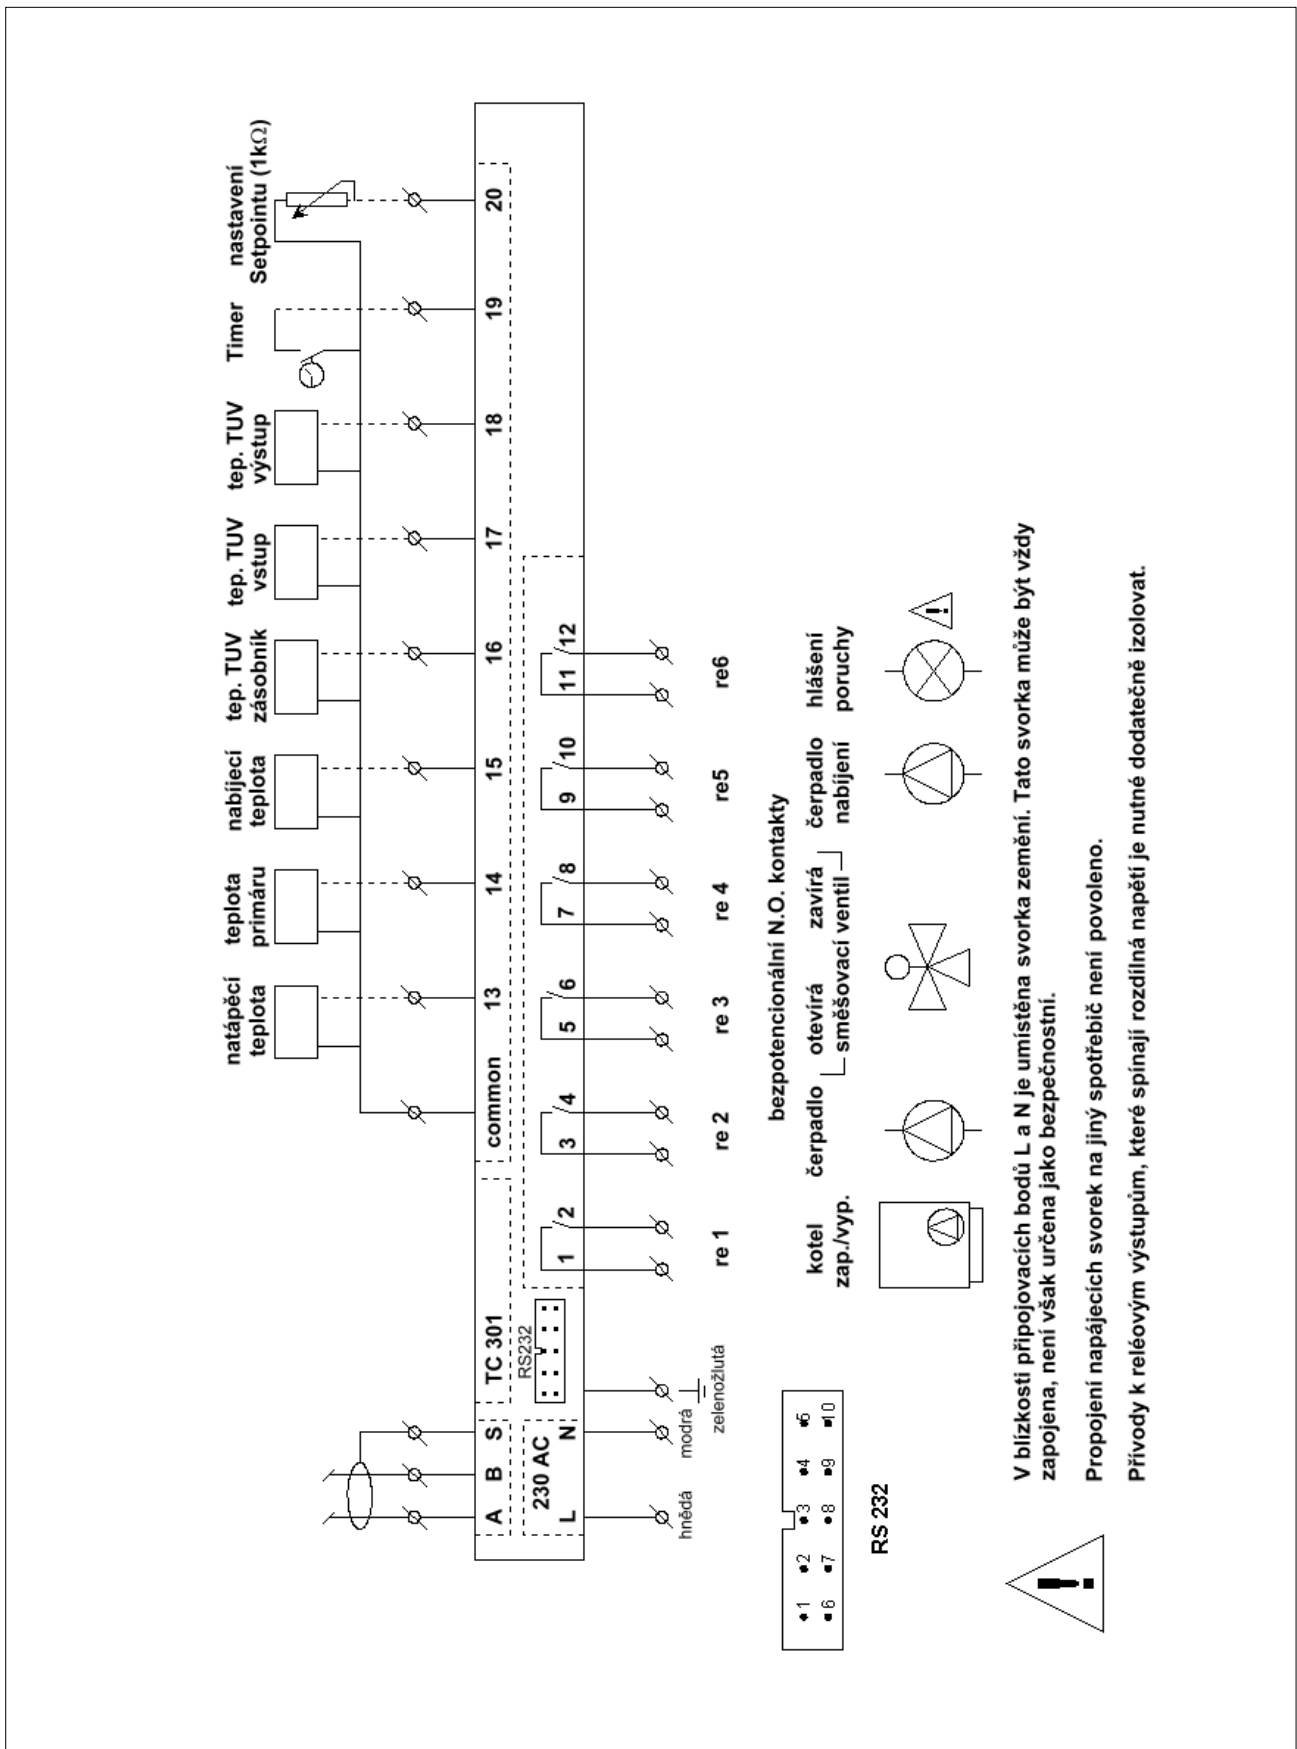 natápěcí
teplota
teplota
primáru
nabíjecí
teplota
tep. TUV
zásobník
tep. TUV
vstup
tep. TUV
výstup
Timer
nastavení
Setpointu (1kΩ)
A B S TC 301 common 13 14 15 16 17 18 19 20
RS232
230 AC
L N 1 2 3 4 5 6 7 8 9 10 11 12
hnědá modrá
zelenožlutá
re1 re 2 re 3 re 4 re5 re6
bezpotencionální N.O. kontakty
kotel
zap./vyp.
čerpadlo
otevírá zavírá
směšovací ventil
čerpadlo
nabíjení
hlášení
poruchy
1 2 3 4 5
6 7 8 9 10
RS 232
V blízkosti připojovacích bodů L a N je umístěna svorka zemění. Tato svorka může být vždy
zapojena, není však určena jako bezpečnostní.
Propojení napájecích svorek na jiný spotřebič není povoleno.
Přívody k reléovým výstupům, které spínají rozdílná napětí je nutné dodatečně izolovat.